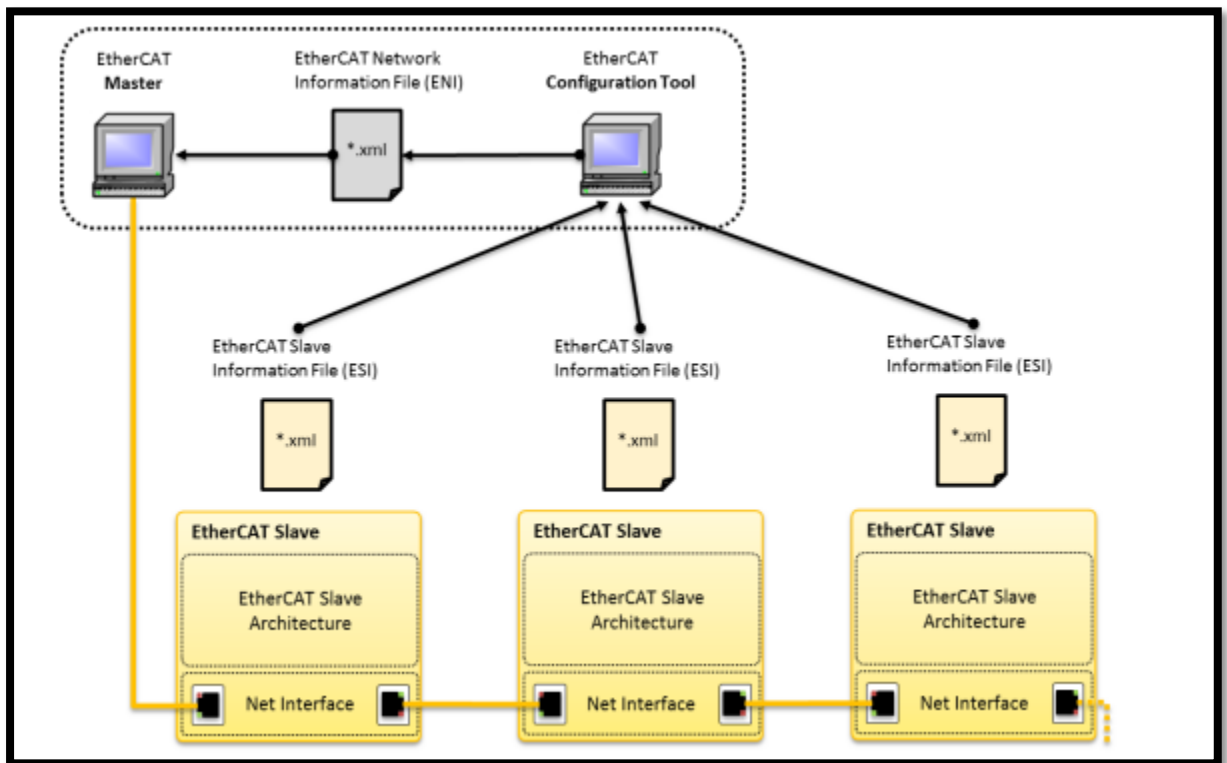 EtherCAT
Master
EtherCAT Network
Information File (ENI)
EtherCAT
Configuration Tool
*.xml
EtherCAT Slave
Information File (ESI)
EtherCAT Slave
Information File (ESI)
EtherCAT Slave
Information File (ESI)
*.xml
*.xml
*.xml
EtherCAT Slave
EtherCAT Slave
Architecture
Net Interface
EtherCAT Slave
EtherCAT Slave
Architecture
Net Interface
EtherCAT Slave
EtherCAT Slave
Architecture
Net Interface